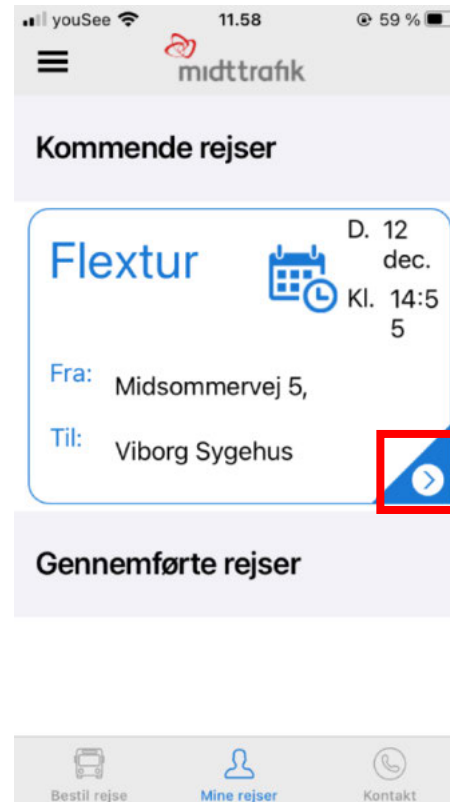 youSee 11.58 59 %
midttrafik
Kommende rejser
Flextur
D. 12
dec.
Kl. 14:5
5
Fra: Midsommervej 5,
Til: Viborg Sygehus
Gennemførte rejser
Bestil rejse Mine rejser Kontakt